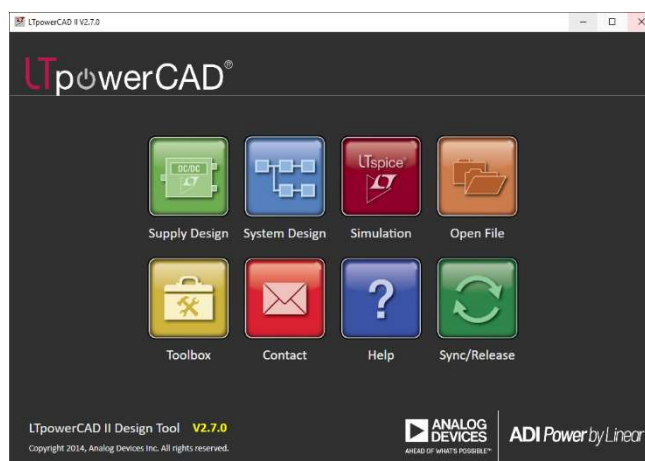 LTpowerCAD II V2.7.0
LTpowerCAD®
DC/DC
LTspice®
Supply Design
System Design
Simulation
Open File
?
Toolbox
Contact
Help
Sync/Release
LTpowerCAD II Design Tool V2.7.0
Copyright 2014, Analog Devices Inc. All rights reserved.
ANALOG
DEVICES
AHEAD OF WHAT'S POSSIBLE™
ADI Power by Linear